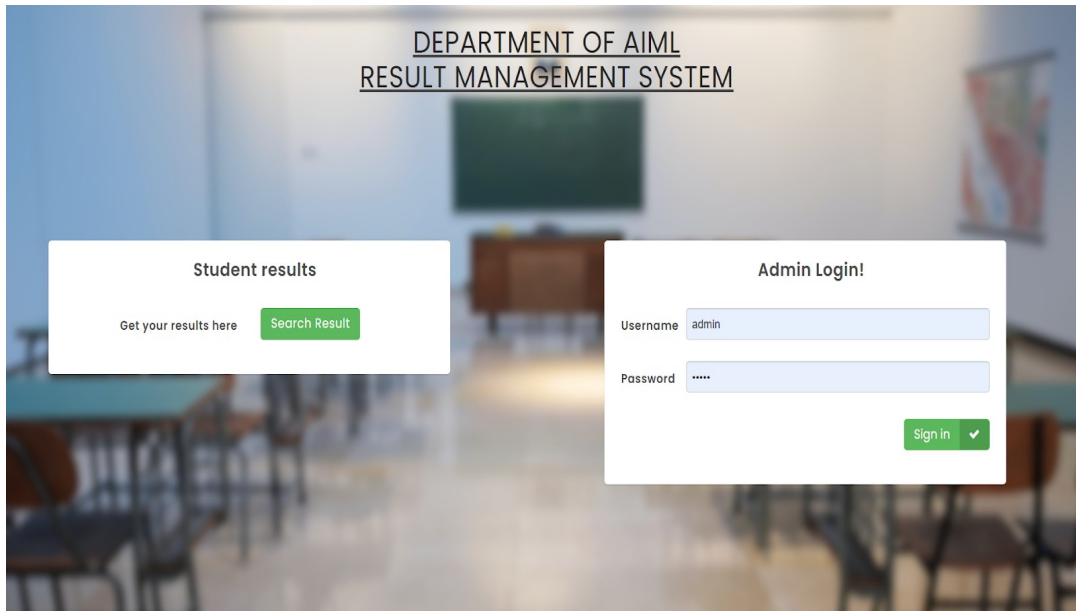 DEPARTMENT OF AIML
RESULT MANAGEMENT SYSTEM
Student results
Get your results here Search Result
Admin Login!
Username admin
Password •••••
Sign in ✔